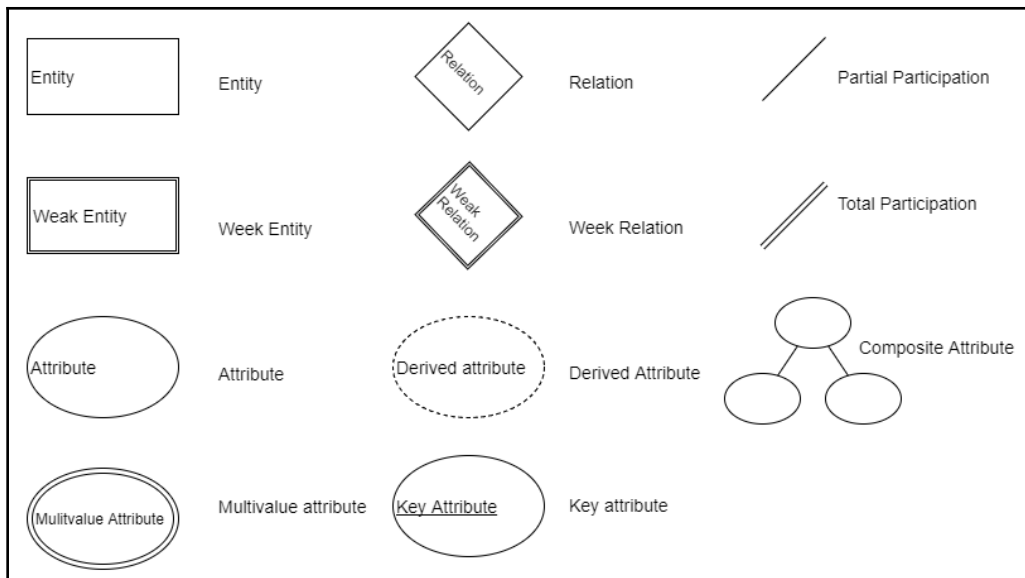 Entity
Entity
Relation
Relation
Partial Participation
Weak Entity
Week Entity
Weak
Relation
Week Relation
Total Participation
Attribute
Attribute
Derived attribute
Derived Attribute
Composite Attribute
Mulitvalue Attribute
Multivalue attribute
Key Attribute
Key attribute